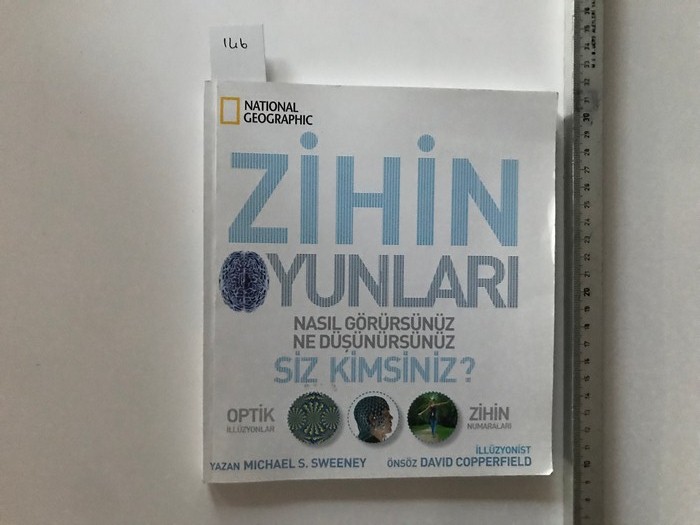 146
NATIONAL
GEOGRAPHIC
ZİHİN
OYUNLARI
NASIL GÖRÜRSÜNÜZ
NE DÜŞÜNÜRSÜNÜZ
SİZ KİMSİNİZ?
OPTİK
İLLÜZYONLAR
ZİHİN
NUMARALARI
İLLÜZYONİST
YAZAN MICHAEL S. SWEENEY
ÖNSÖZ DAVID COPPERFIELD